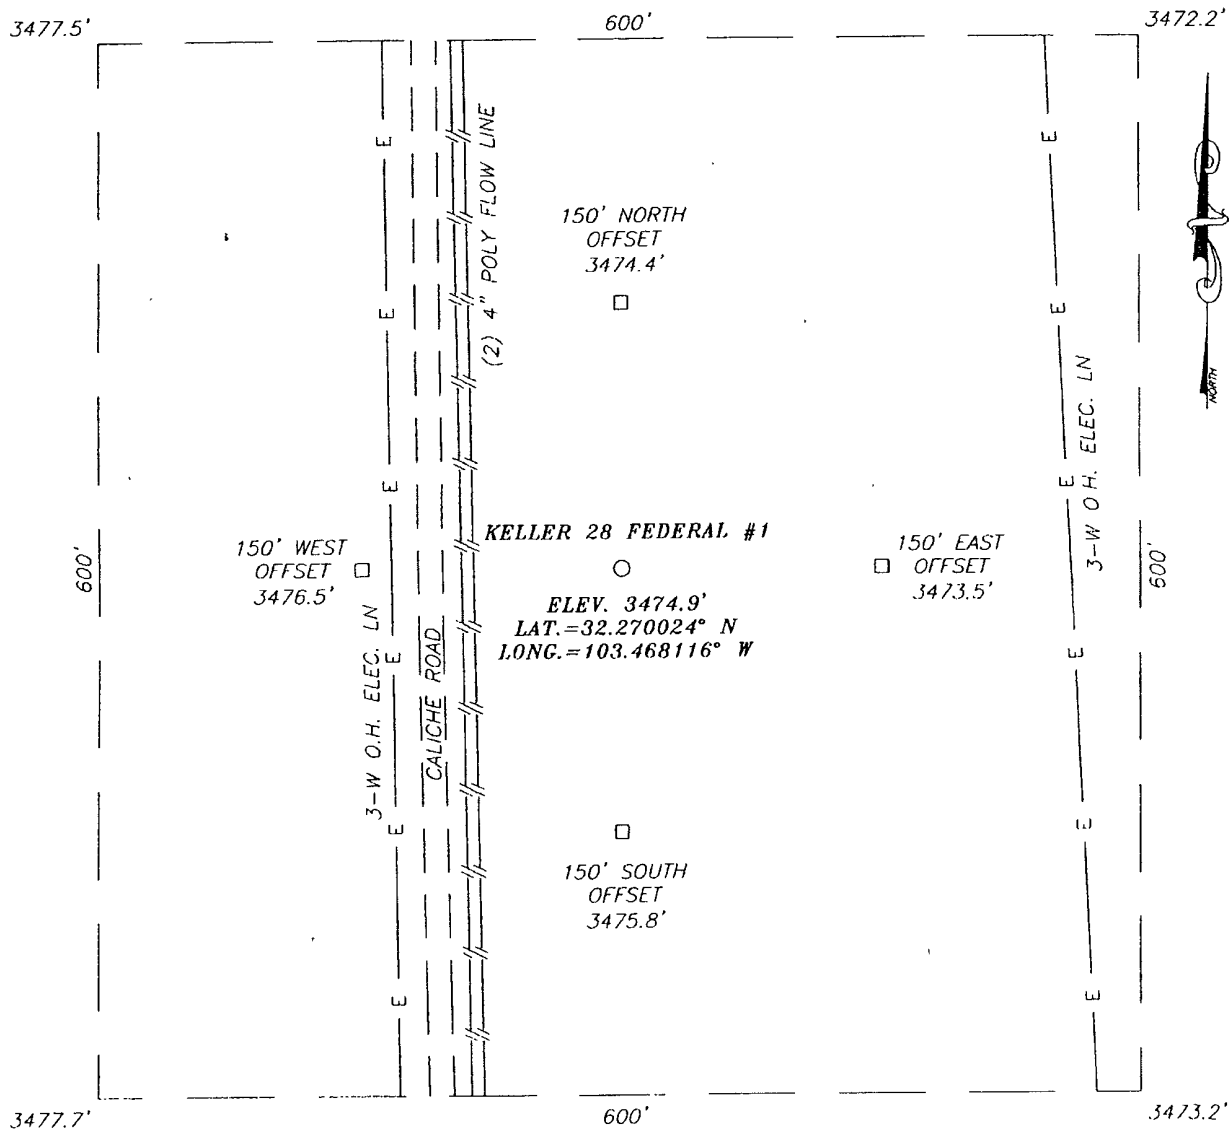 3477.5'
600'
3472.2'
(2) 4" POLY FLOW LINE
150' NORTH
OFFSET
3474.4'
NORTH
3-W O.H. ELEC. LN
KELLER 28 FEDERAL #1
150' WEST
OFFSET
3476.5'
150' EAST
OFFSET
3473.5'
600'
600'
ELEV. 3474.9'
LAT.=32.270024° N
LONG.=103.468116° W
3-W O.H. ELEC. LN
CALICHE ROAD
150' SOUTH
OFFSET
3475.8'
E
E
E
E
E
E
E
E
E
E
E
E
3477.7'
600'
3473.2'